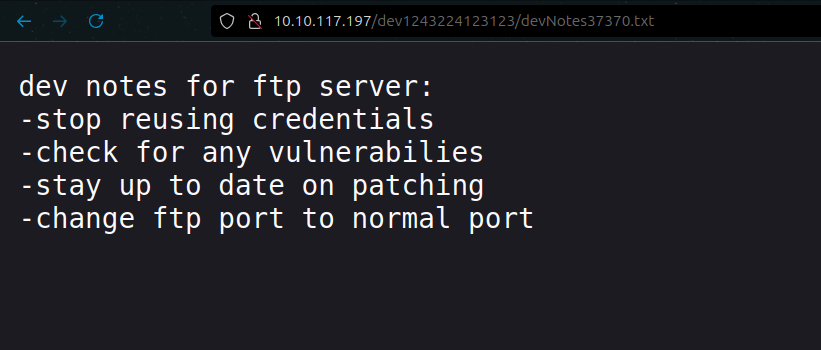 10.10.117.197/dev1243224123123/devNotes37370.txt
dev notes for ftp server:
-stop reusing credentials
-check for any vulnerabilies
-stay up to date on patching
-change ftp port to normal port